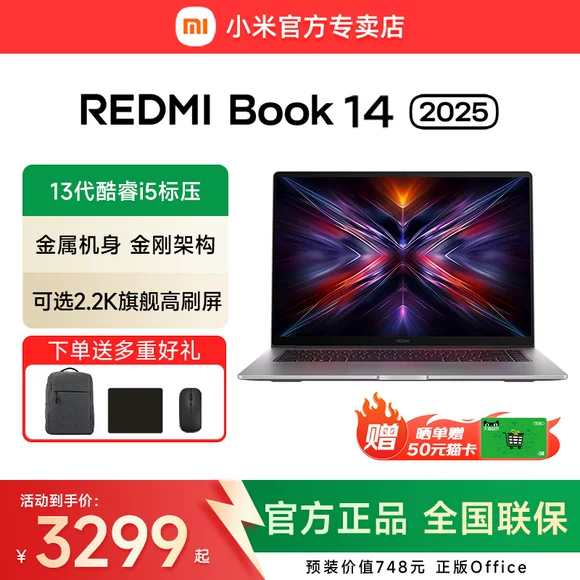 小米官方专卖店
REDMI Book 14 2025
13代酷睿i5标压
金属机身 金刚架构
可选2.2K旗舰高刷屏
下单送多重好礼
REDMI
赠
晒单赠
50元猫卡
活动到手价:
¥3299起
官方正品 全国联保
预装价值748元 正版Office